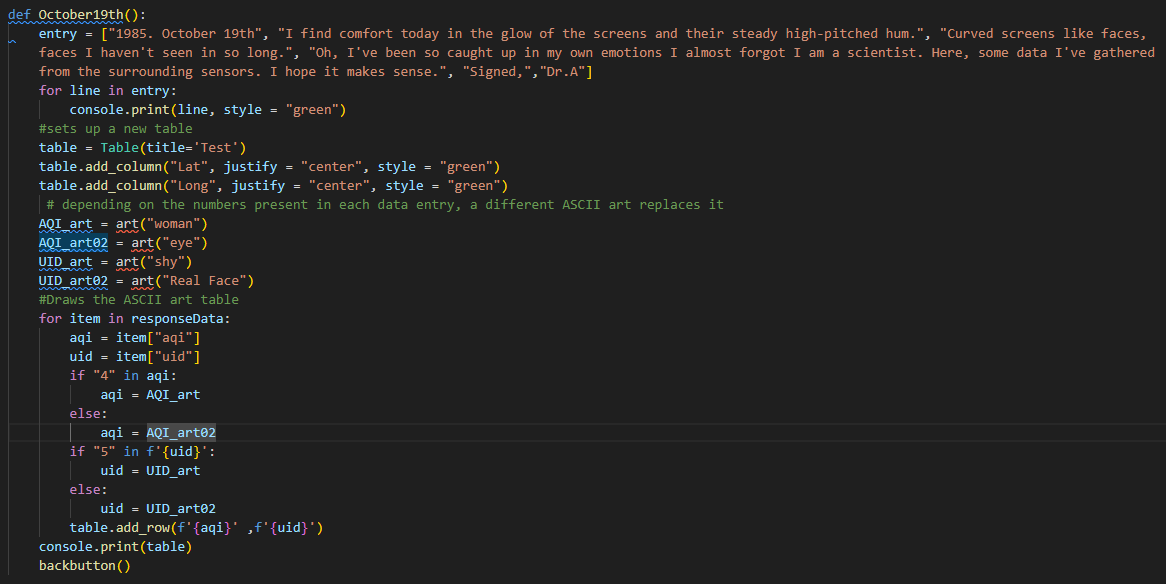 def October19th():
    entry = ["1985. October 19th", "I find comfort today in the glow of the screens and their steady high-pitched hum.", "Curved screens like faces,
    faces I haven't seen in so long.", "Oh, I've been so caught up in my own emotions I almost forgot I am a scientist. Here, some data I've gathered
    from the surrounding sensors. I hope it makes sense.", "Signed,","Dr.A"]
    for line in entry:
        console.print(line, style = "green")
    #sets up a new table
    table = Table(title='Test')
    table.add_column("Lat", justify = "center", style = "green")
    table.add_column("Long", justify = "center", style = "green")
     # depending on the numbers present in each data entry, a different ASCII art replaces it
    AQI_art = art("woman")
    AQI_art02 = art("eye")
    UID_art = art("shy")
    UID_art02 = art("Real Face")
    #Draws the ASCII art table
    for item in responseData:
        aqi = item["aqi"]
        uid = item["uid"]
        if "4" in aqi:
            aqi = AQI_art
        else:
            aqi = AQI_art02
        if "5" in f'{uid}':
            uid = UID_art
        else:
            uid = UID_art02
        table.add_row(f'{aqi}' ,f'{uid}')
    console.print(table)
    backbutton()